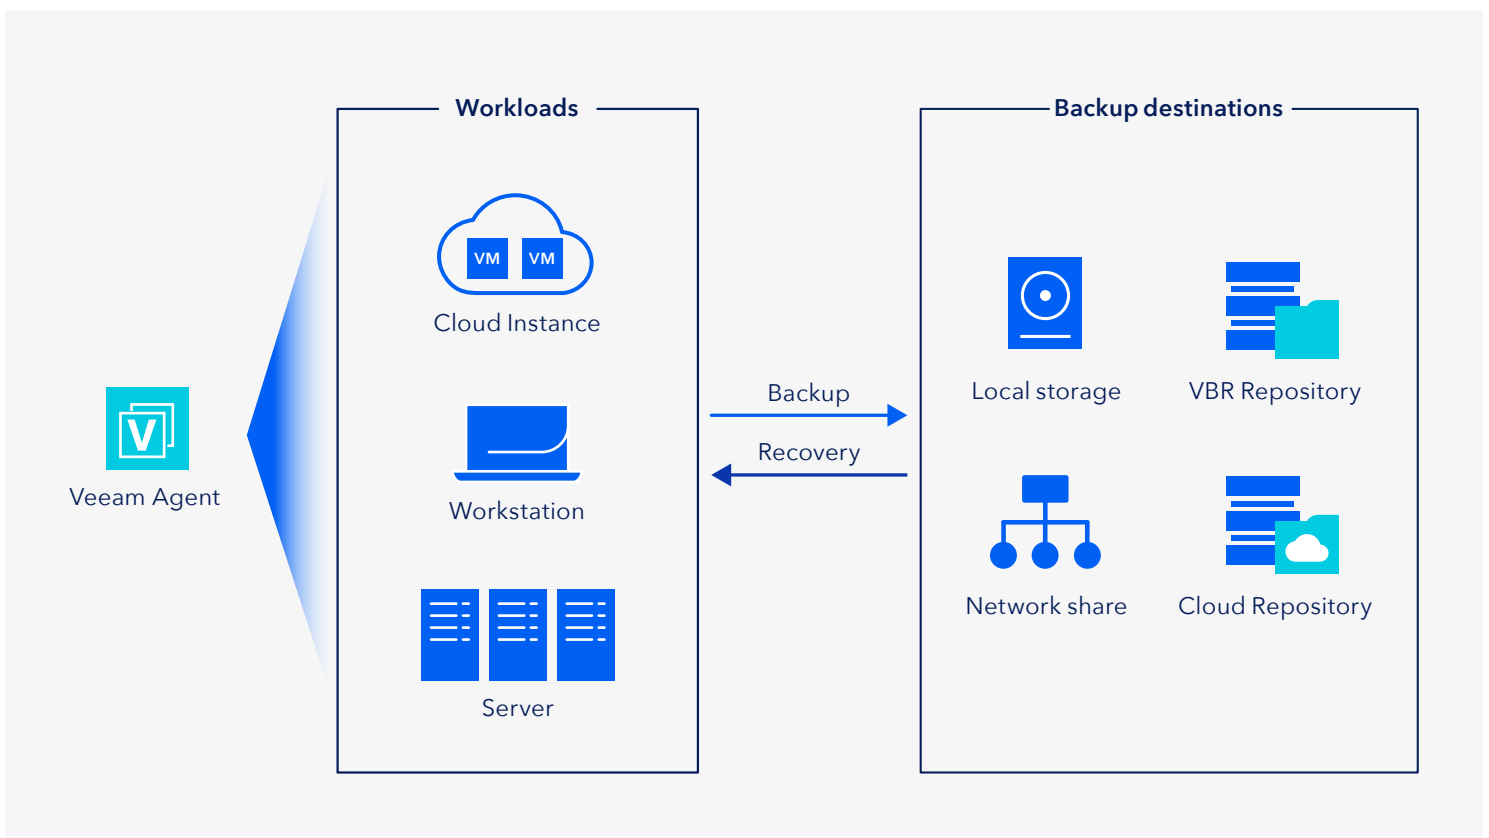 Workloads
Backup destinations
VM VM
Cloud Instance
V
Veeam Agent
Workstation
Server
Backup
Recovery
Local storage
VBR Repository
Network share
Cloud Repository